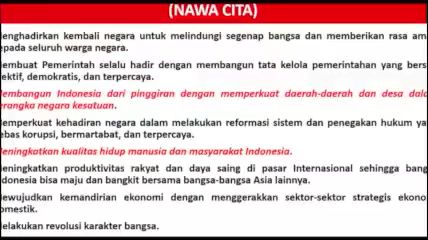 (NAWA CITA)
enghadirkan kembali negara untuk melindungi segenap bangsa dan memberikan rasa am
epada seluruh warga negara.
embuat Pemerintah selalu hadir dengan membangun tata kelola pemerintahan yang bers
ektif, demokratis, dan terpercaya.
embangun Indonesia dari pinggiran dengan memperkuat daerah-daerah dan desa dala
erangka negara kesatuan.
emperkuat kehadiran negara dalam melakukan reformasi sistem dan penegakan hukum ya
ebas korupsi, bermartabat, dan terpercaya.
eningkatkan kualitas hidup manusia dan masyarakat Indonesia.
eningkatkan produktivitas rakyat dan daya saing di pasar Internasional sehingga bang
donesia bisa maju dan bangkit bersama bangsa-bangsa Asia lainnya.
ewujudkan kemandirian ekonomi dengan menggerakkan sektor-sektor strategis ekono
omestik.
elakukan revolusi karakter bangsa.